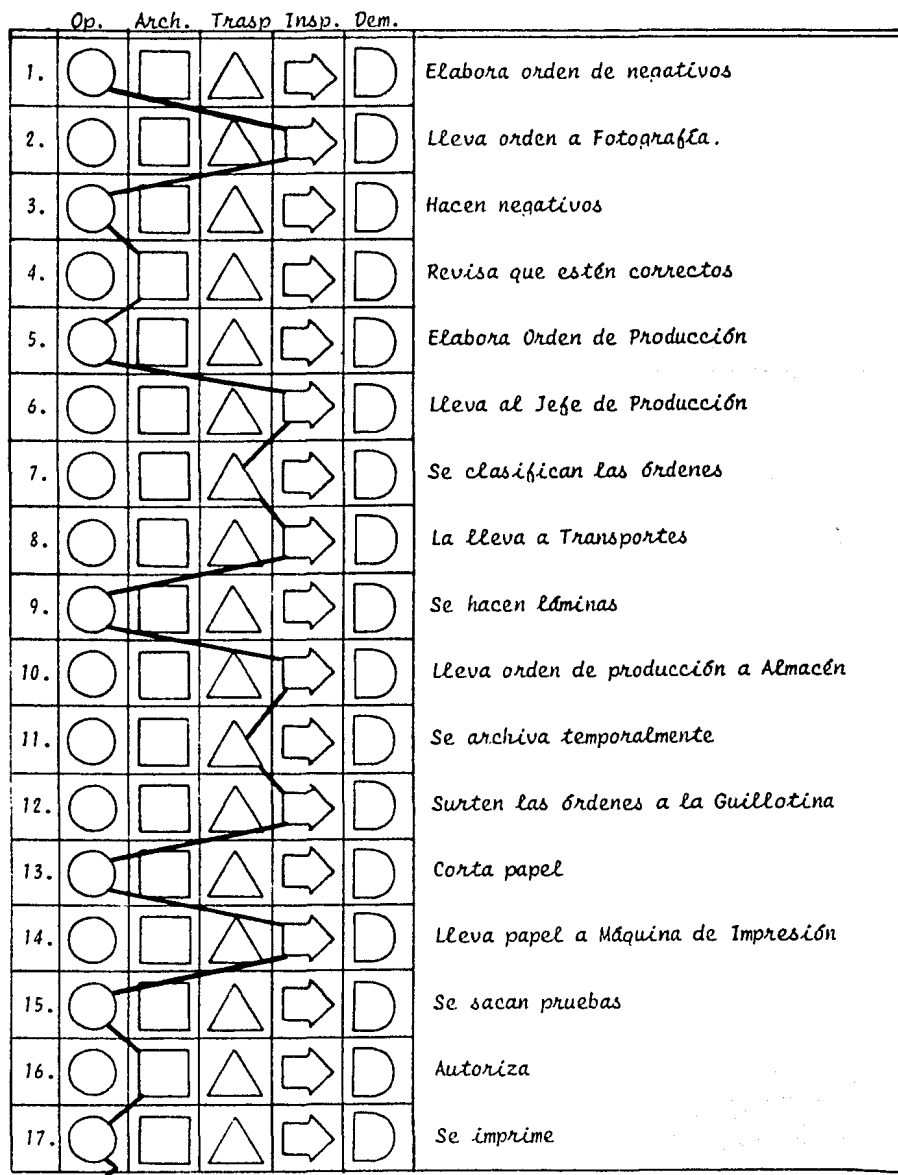 Op. Arch. Trasp Insp. Dem.
1. Elabora orden de negativos
2. Lleva orden a Fotografía.
3. Hacen negativos
4. Revisa que estén correctos
5. Elabora Orden de Producción
6. Lleva al Jefe de Producción
7. Se clasifican las órdenes
8. La lleva a Transportes
9. Se hacen láminas
10. Lleva orden de producción a Almacén
11. Se archiva temporalmente
12. Surten las órdenes a la Guillotina
13. Corta papel
14. Lleva papel a Máquina de Impresión
15. Se sacan pruebas
16. Autoriza
17. Se imprime